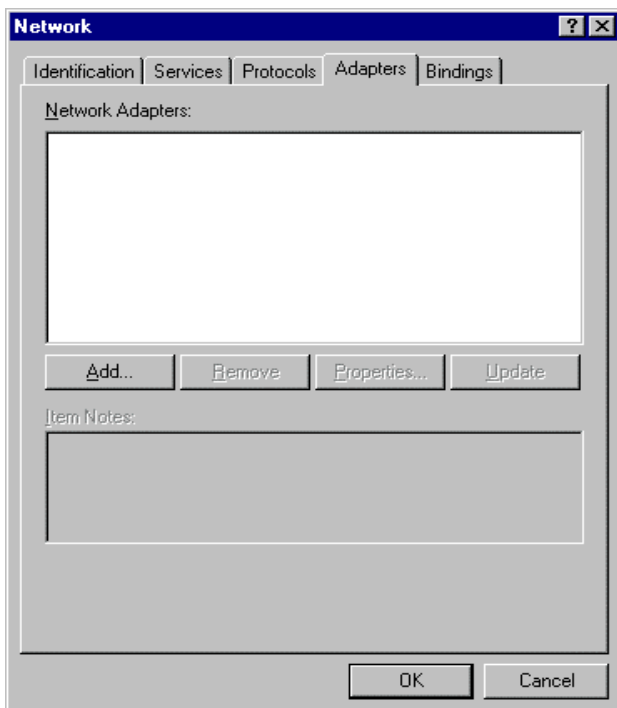 Network
Identification Services Protocols Adapters Bindings
Network Adapters:
Add... Remove Properties... Update
Item Notes:
OK Cancel